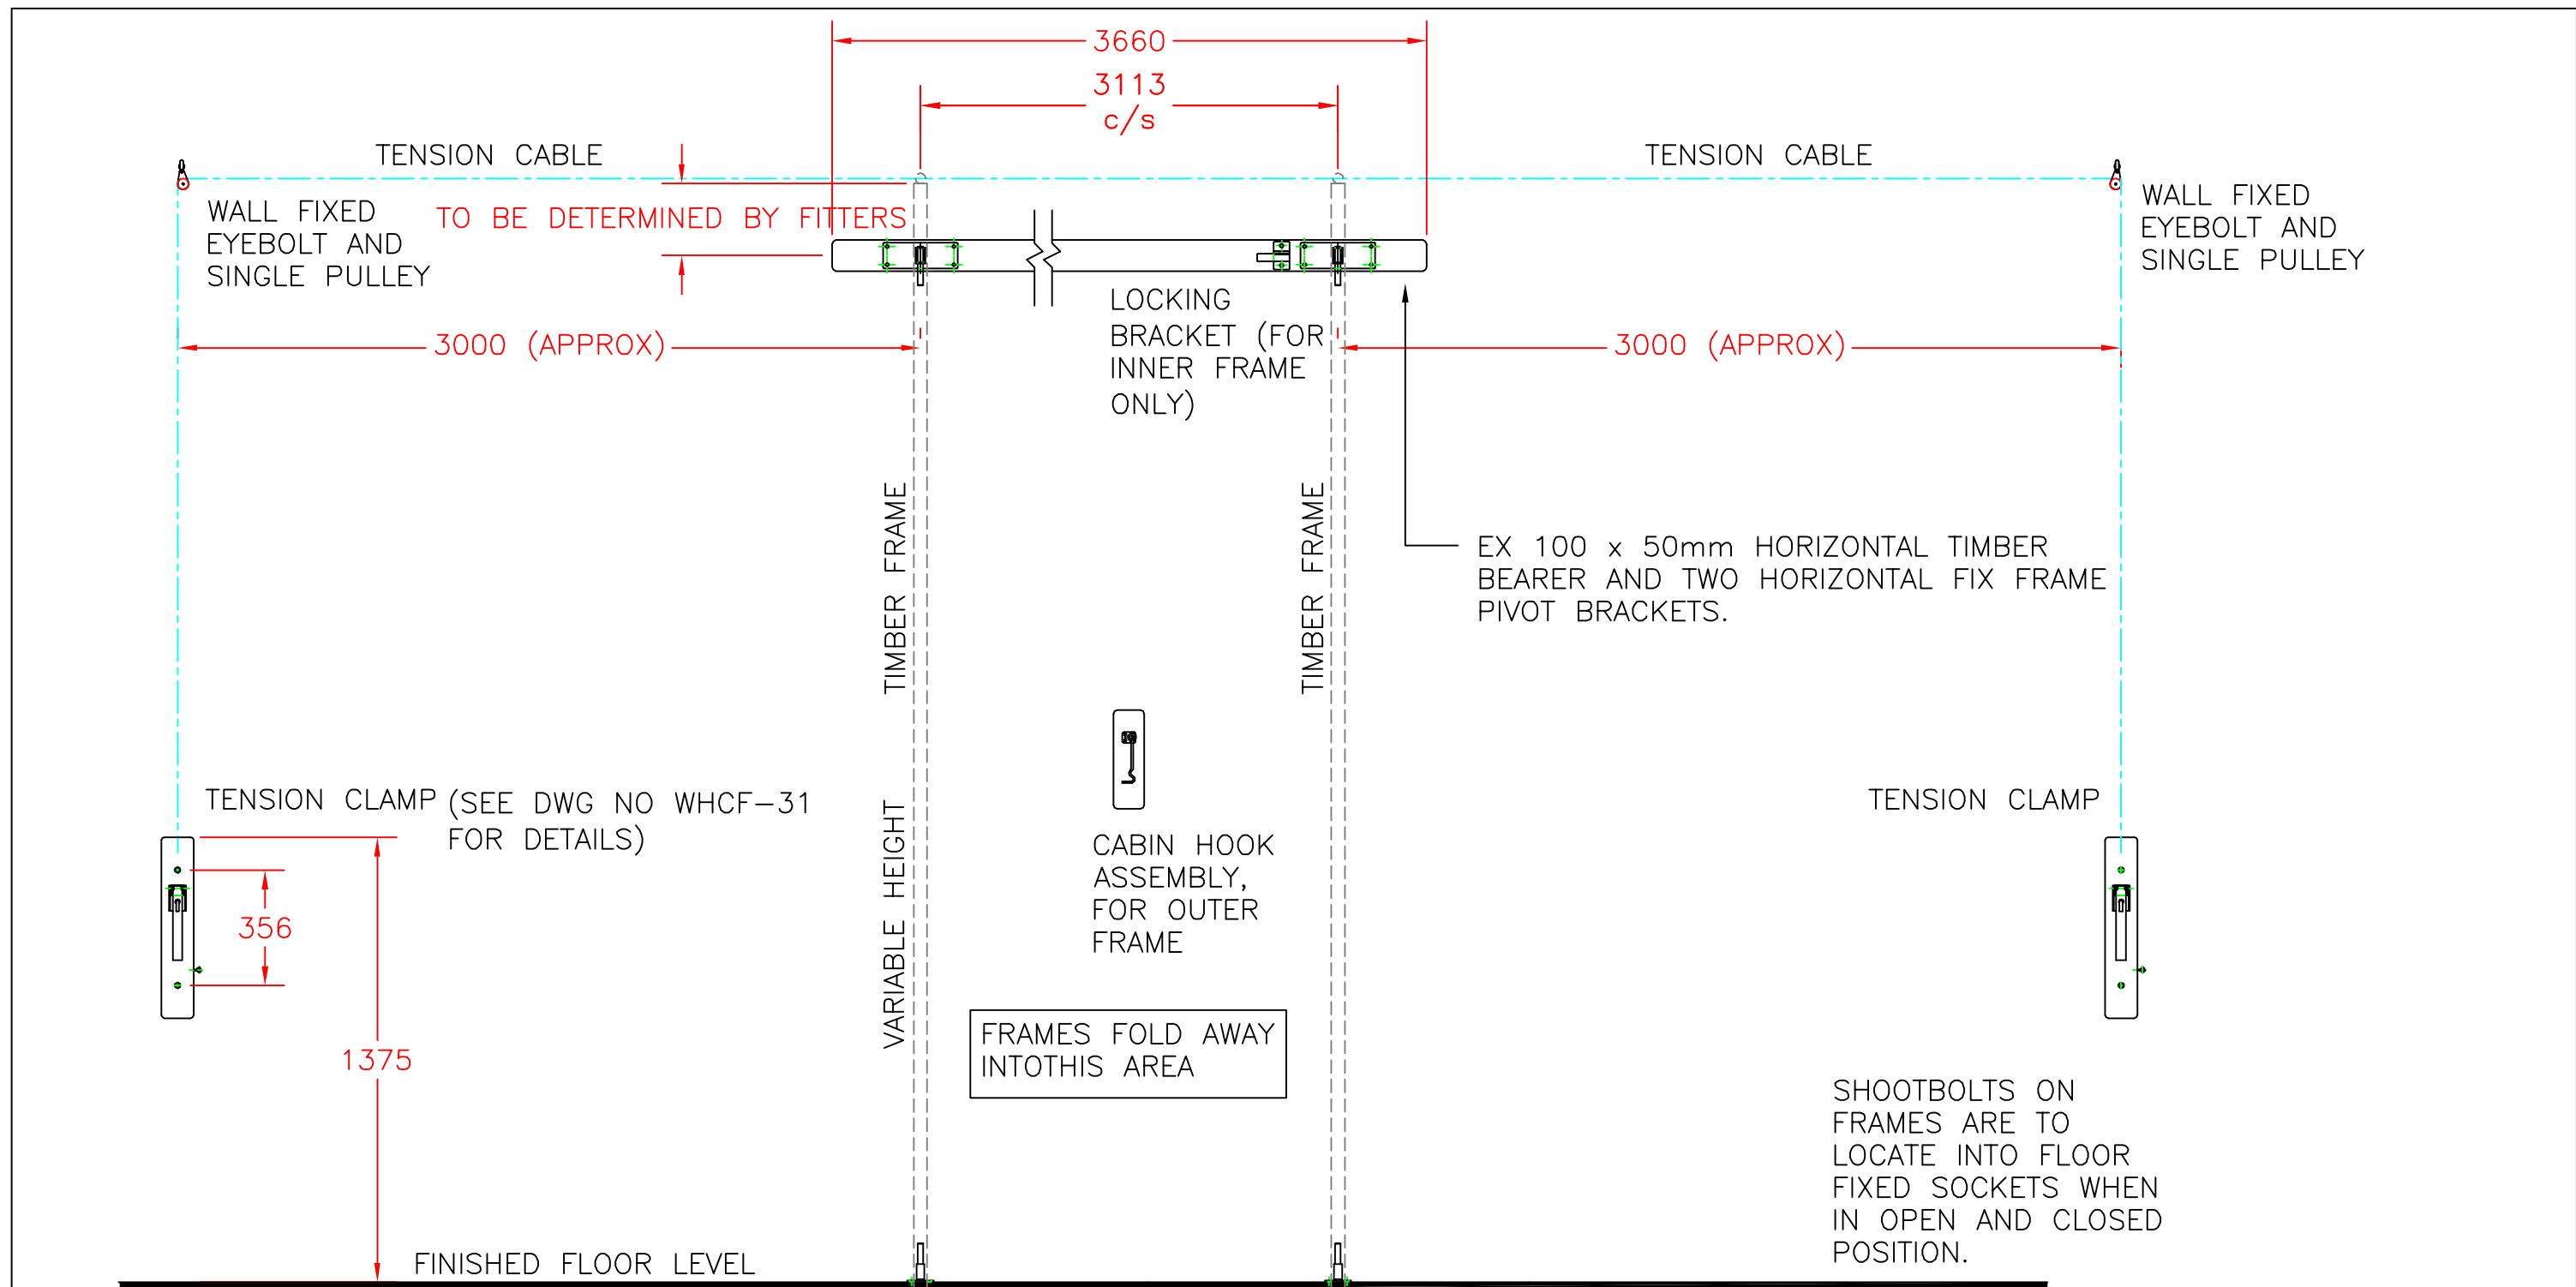 3660
3113
c/s
TENSION CABLE
TENSION CABLE
WALL FIXED
EYEBOLT AND
SINGLE PULLEY
TO BE DETERMINED BY FITTERS
WALL FIXED
EYEBOLT AND
SINGLE PULLEY
LOCKING
BRACKET (FOR
INNER FRAME
ONLY)
3000 (APPROX)
3000 (APPROX)
TIMBER FRAME
TIMBER FRAME
EX 100 x 50mm HORIZONTAL TIMBER
BEARER AND TWO HORIZONTAL FIX FRAME
PIVOT BRACKETS.
TENSION CLAMP
(SEE DWG NO WHCF-31
FOR DETAILS)
TENSION CLAMP
VARIABLE HEIGHT
CABIN HOOK
ASSEMBLY,
FOR OUTER
FRAME
356
1375
FRAMES FOLD AWAY
INTOTHIS AREA
SHOOTBOLTS ON
FRAMES ARE TO
LOCATE INTO FLOOR
FIXED SOCKETS WHEN
IN OPEN AND CLOSED
POSITION.
FINISHED FLOOR LEVEL